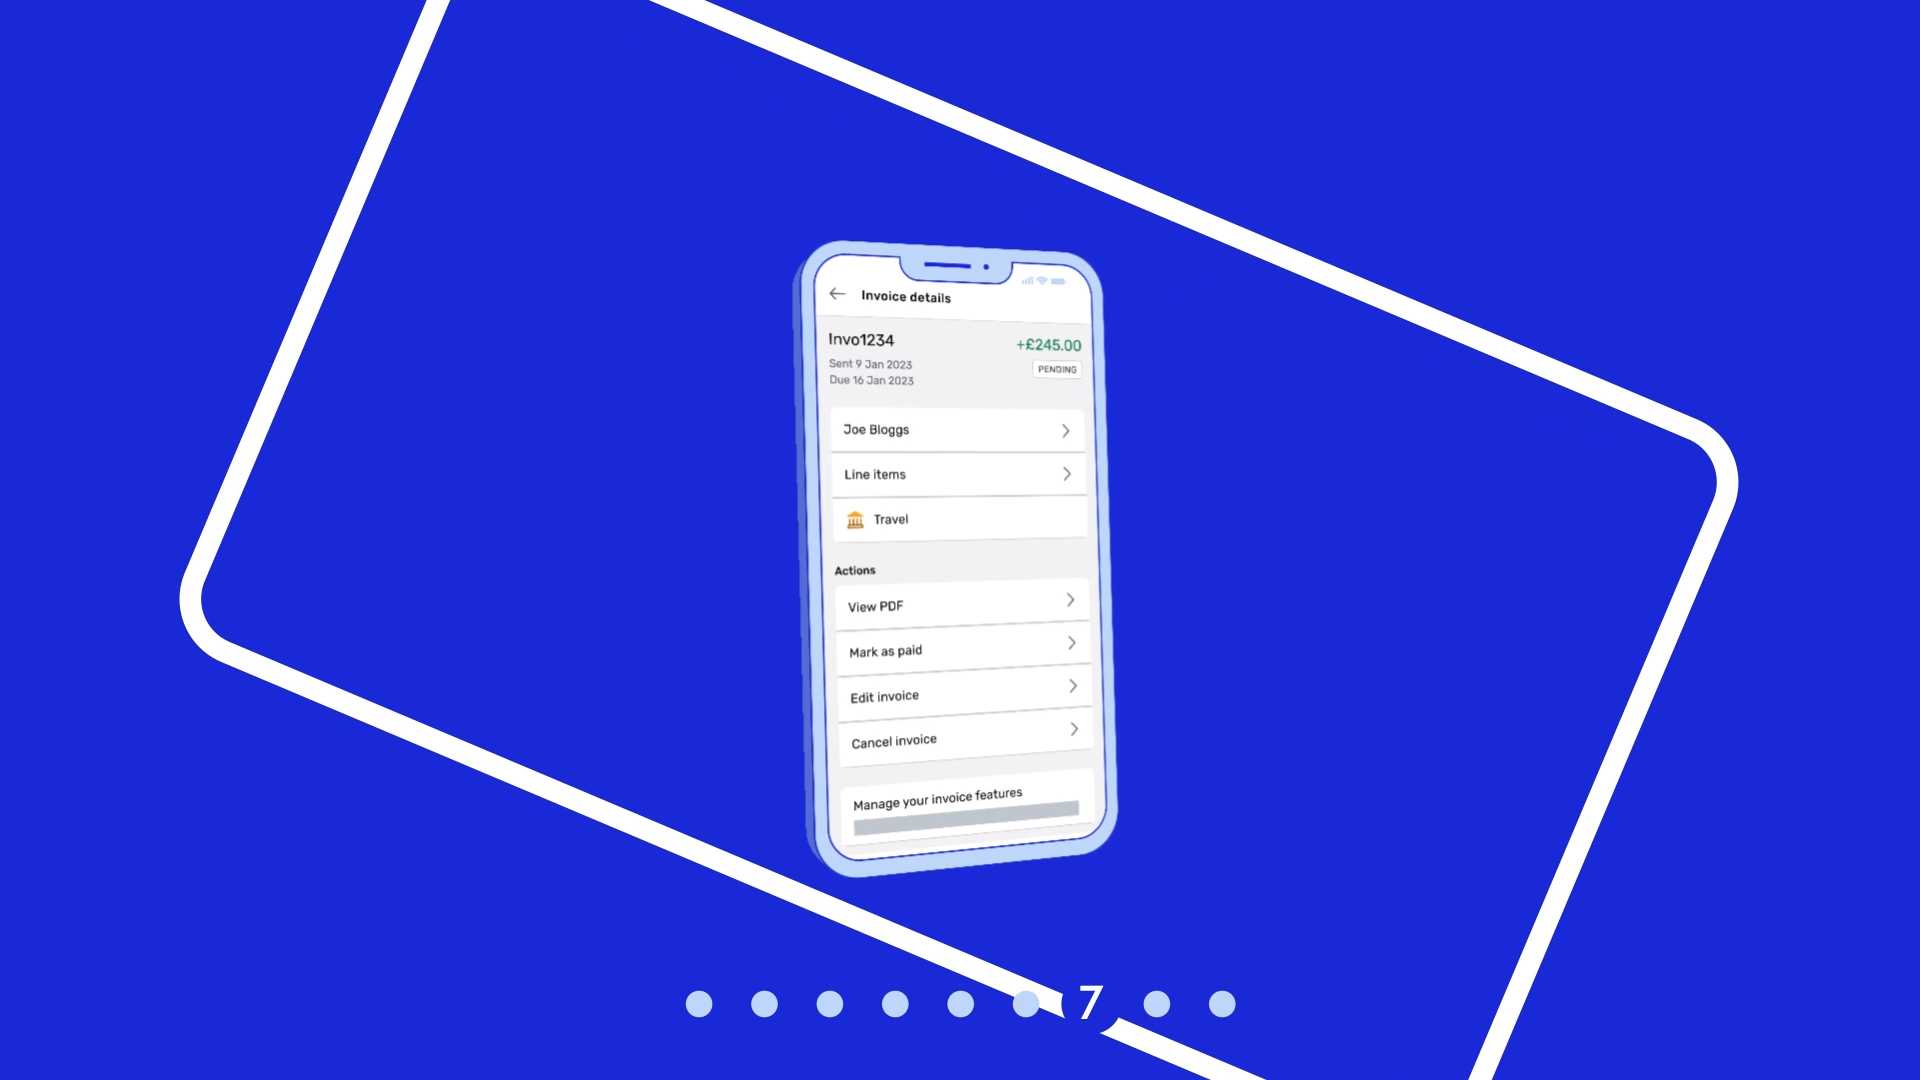 Invoice details
Invo1234
+£245.00
Sent 9 Jan 2023
PENDING
Due 16 Jan 2023
Joe Bloggs
Line items
Travel
Actions
View PDF
Mark as paid
Edit invoice
Cancel invoice
Manage your invoice features
7